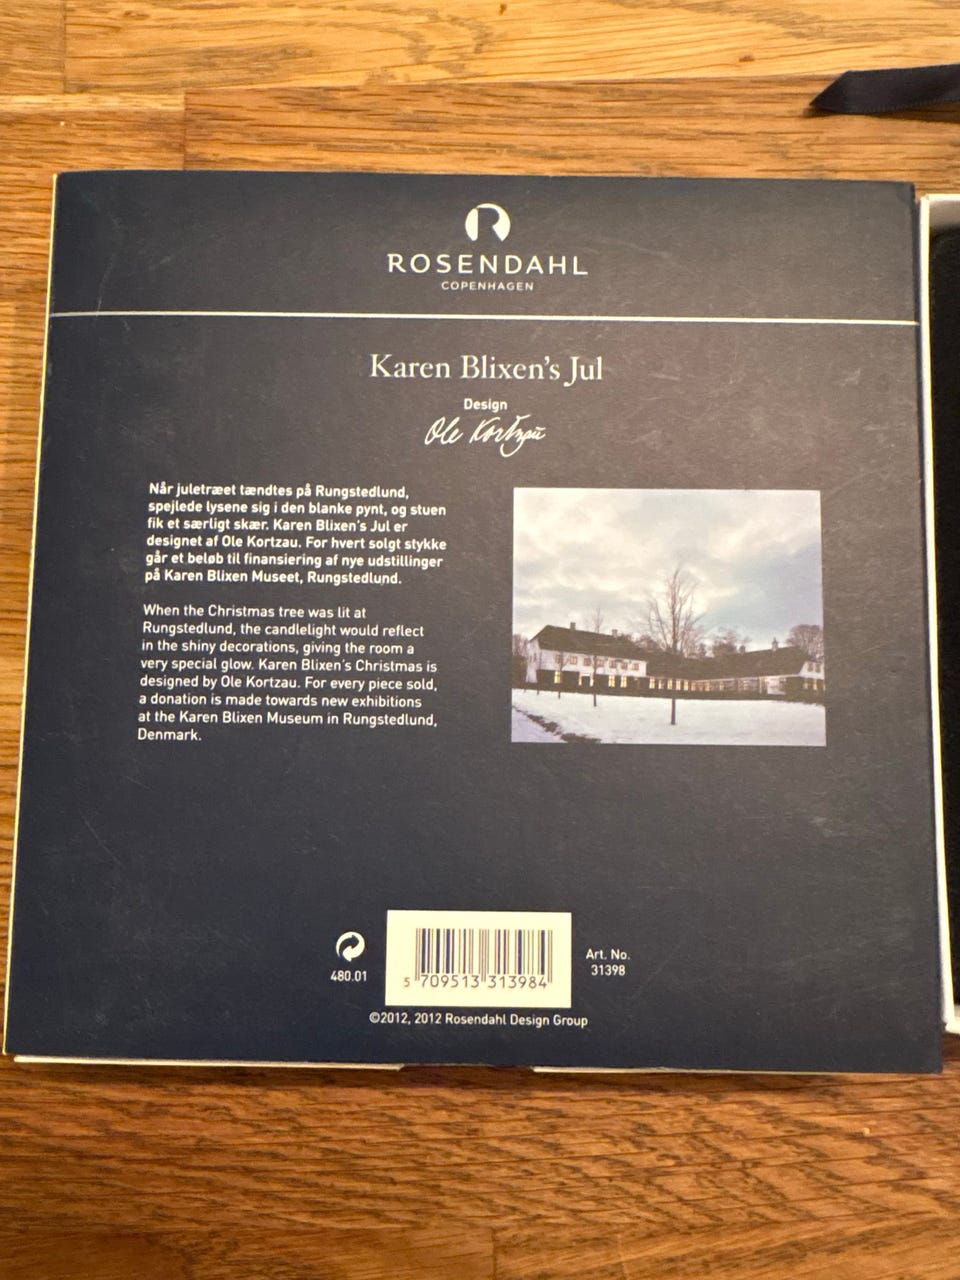 R
ROSENDAHL
COPENHAGEN
Karen Blixen's Jul
Design
Ole Kortzau
Når juletræet tændtes på Rungstedlund,
spejlede lysene sig i den blanke pynt, og stuen
fik et særligt skær. Karen Blixen's Jul er
designet af Ole Kortzau. For hvert solgt stykke
går et beløb til finansiering af nye udstillinger
på Karen Blixen Museet, Rungstedlund.
When the Christmas tree was lit at
Rungstedlund, the candlelight would reflect
in the shiny decorations, giving the room a
very special glow. Karen Blixen's Christmas is
designed by Ole Kortzau. For every piece sold,
a donation is made towards new exhibitions
at the Karen Blixen Museum in Rungstedlund,
Denmark.
480.01
5 709513 313984
Art. No.
31398
©2012, 2012 Rosendahl Design Group